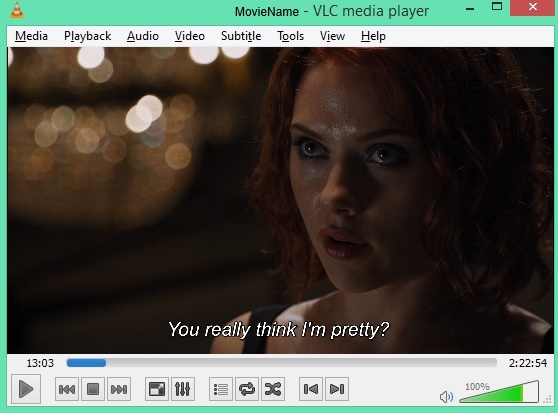 MovieName - VLC media player
Media Playback Audio Video Subtitle Tools View Help
You really think I'm pretty?
13:03 2:22:54
100%